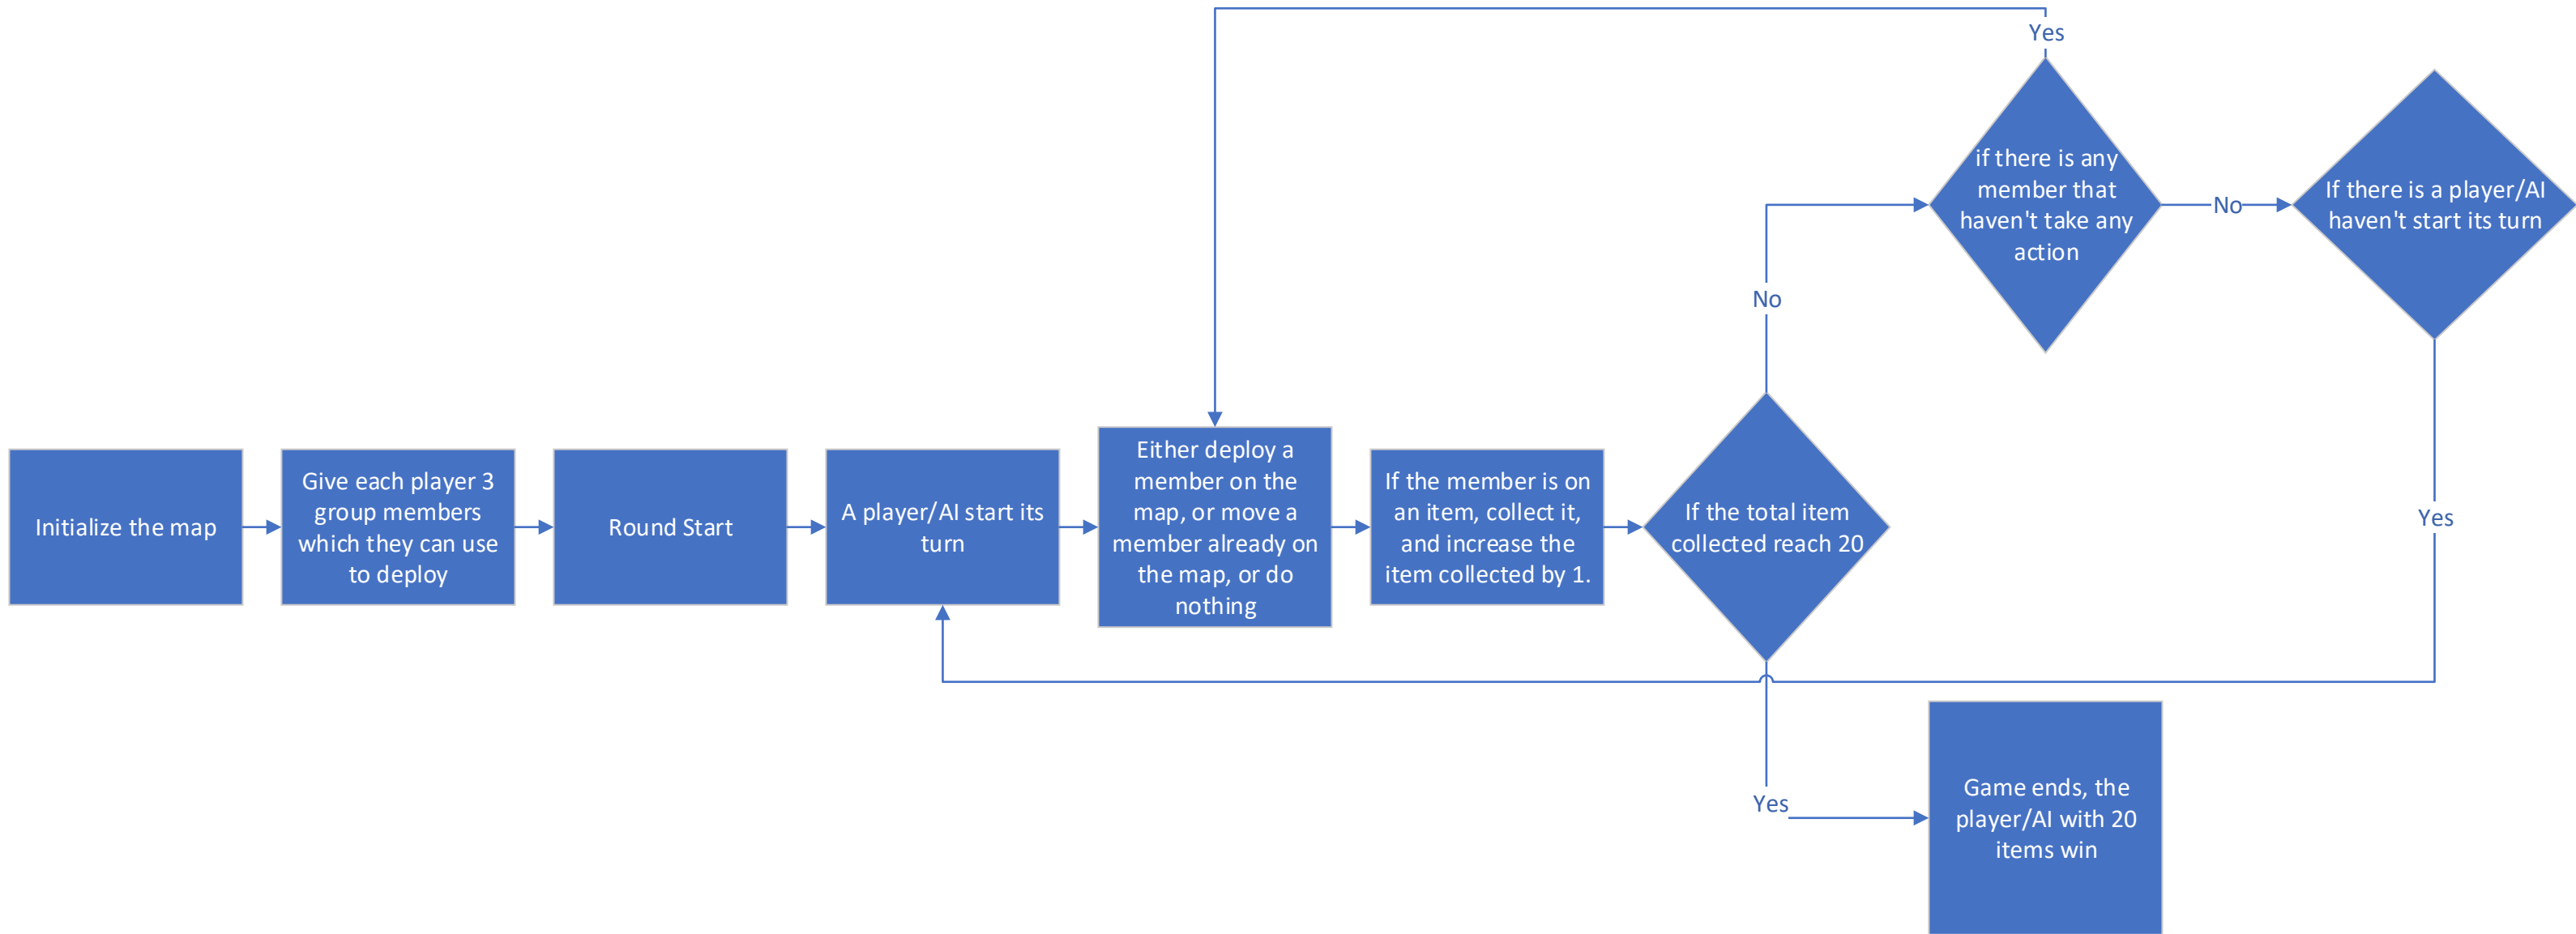 Yes
if there is any
member that
haven't take any
action
No
If there is a player/AI
haven't start its turn
No
Initialize the map
Give each player 3
group members
which they can use
to deploy
Round Start
A player/AI start its
turn
Either deploy a
member on the
map, or move a
member already on
the map, or do
nothing
If the member is on
an item, collect it,
and increase the
item collected by 1.
If the total item
collected reach 20
Yes
Yes
Game ends, the
player/AI with 20
items win